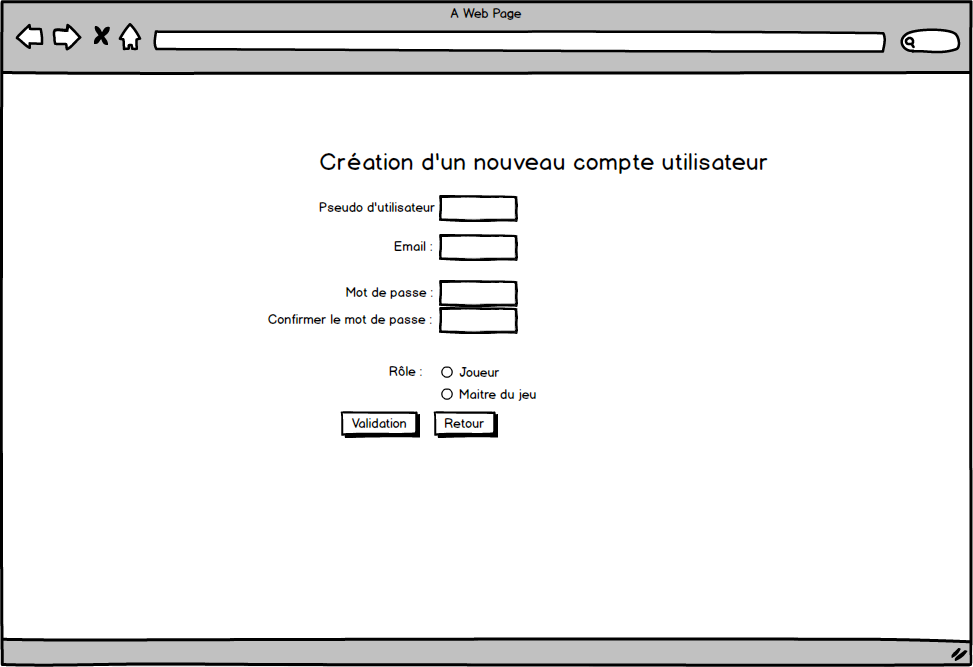 A Web Page
Création d'un nouveau compte utilisateur
Pseudo d'utilisateur
Email :
Mot de passe :
Confirmer le mot de passe :
Rôle :
Joueur
Maitre du jeu
Validation
Retour